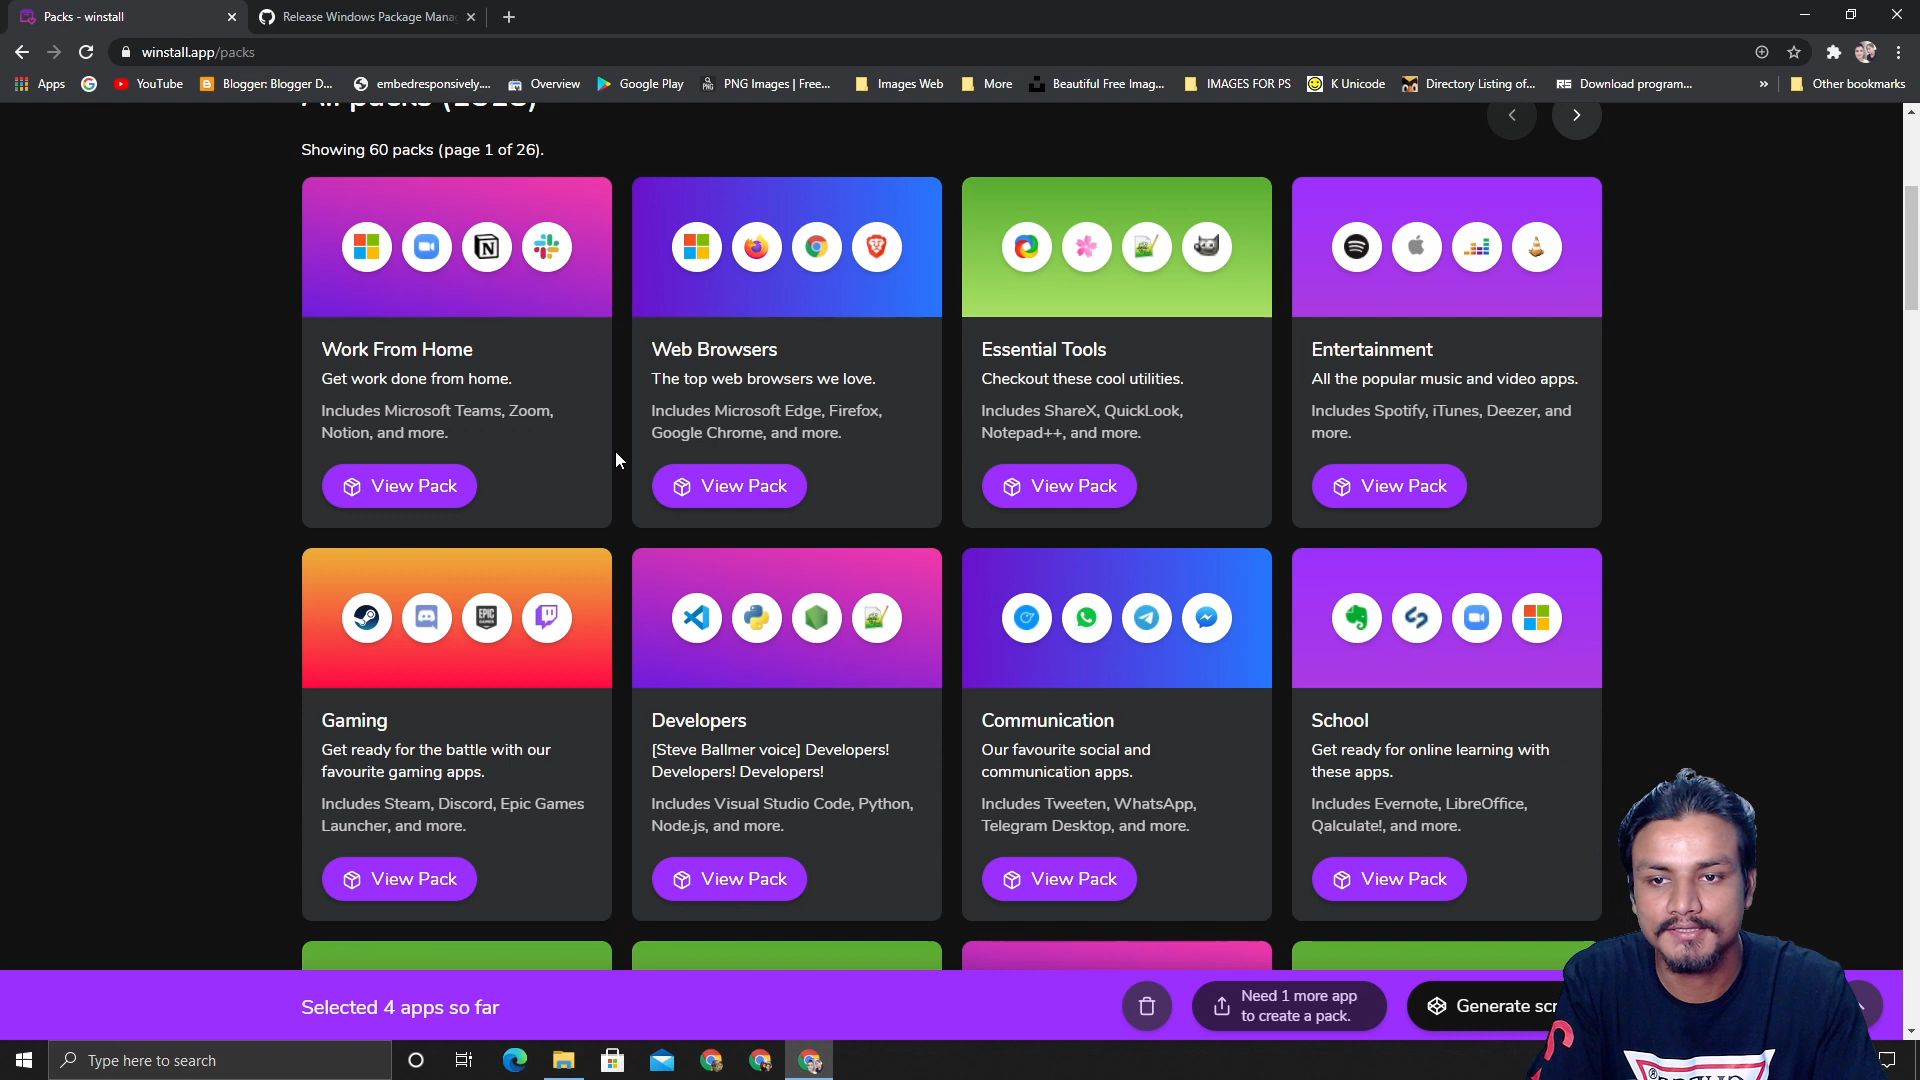 Packs - winstall
Release Windows Package Mana
winstall.app/packs
Apps
YouTube
Blogger: Blogger D...
embedresponsively....
Overview
Google Play
PNG Images | Free...
Images Web
More
Beautiful Free Imag...
IMAGES FOR PS
K Unicode
Directory Listing of...
RS Download program...
»
Other bookmarks
Showing 60 packs (page 1 of 26).
Work From Home
Get work done from home.
Includes Microsoft Teams, Zoom,
Notion, and more.
View Pack
Web Browsers
The top web browsers we love.
Includes Microsoft Edge, Firefox,
Google Chrome, and more.
View Pack
Essential Tools
Checkout these cool utilities.
Includes ShareX, QuickLook,
Notepad++, and more.
View Pack
Entertainment
All the popular music and video apps.
Includes Spotify, iTunes, Deezer, and
more.
View Pack
EPIC
GAMES
Gaming
Get ready for the battle with our
favourite gaming apps.
Includes Steam, Discord, Epic Games
Launcher, and more.
View Pack
Developers
[Steve Ballmer voice] Developers!
Developers! Developers!
Includes Visual Studio Code, Python,
Node.js, and more.
View Pack
Communication
Our favourite social and
communication apps.
Includes Tweeten, WhatsApp,
Telegram Desktop, and more.
View Pack
School
Get ready for online learning with
these apps.
Includes Evernote, LibreOffice,
Qalculate!, and more.
View Pack
Selected 4 apps so far
Need 1 more app
to create a pack.
Generate scr
Type here to search